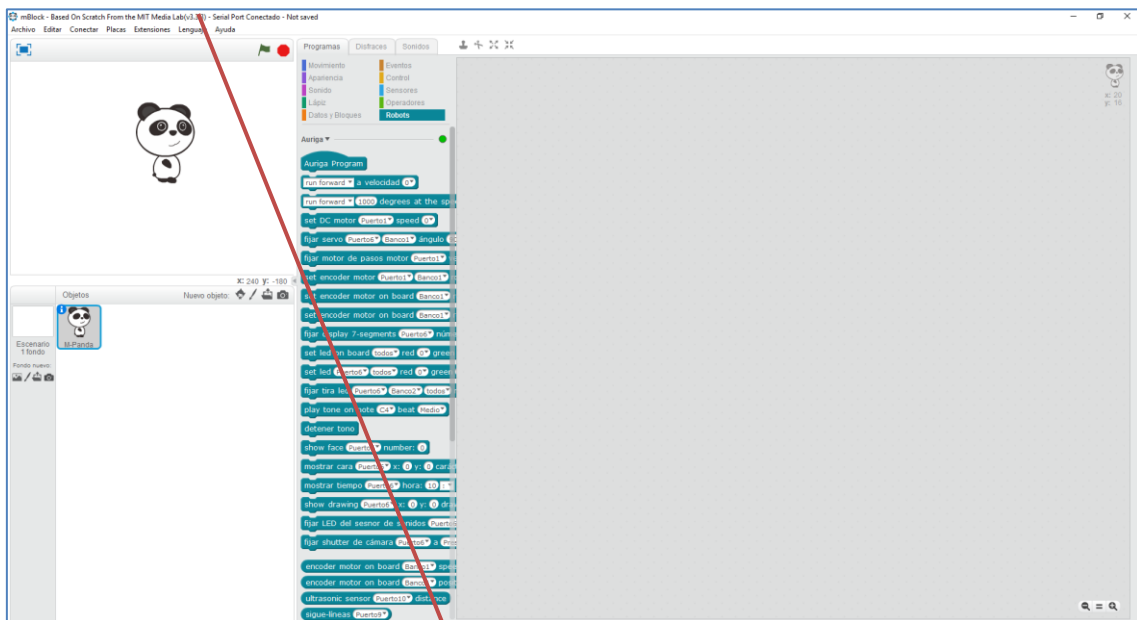 mBlock - Based On Scratch From the MIT Media Lab - Serial Port Conectado - Not saved
Archivo Editar Conectar Placas Extensiones Lenguaje Ayuda
Programas Disfraces Sonidos
Movimiento Eventos
Apariencia Control
Sonido Sensores
Lápiz Operadores
Datos y Bloques Robots
x: 20
y: 10
Auriga
Auriga Program
run forward a velocidad 0
run forward 1000 degrees at the
set DC motor Puerto1 speed 0
fijar servo Puerto6 Banco1 ángulo
fijar motor de pasos motor Puerto1
set encoder motor Puerto1 Banco1
set encoder motor on board Banco1
set encoder motor on board Banco1
fijar display 7-segments Puerto6
set led on board todos red 0
set led Puerto6 todos red 0
fijar tira led Puerto6 Banco2 todos
play tone on note C4 beat Medio
detener tono
show face Puerto6 number: 0
mostrar cara Puerto6 x: 0 y: 0
mostrar tiempo Puerto6 hora: 10 :
show drawing Puerto6 x: 0 y: 0
fijar LED del sesnor de sonidos
fijar shutter de cámara Puerto6 a
encoder motor on board Banco1
encoder motor on board Banco1
ultrasonic sensor Puerto10 distance
sigue-líneas Puerto9
X: 240 Y: -180
Objetos Nuevo objeto:
M-Panda
Escenario
1 fondo
Fondo nuevo: